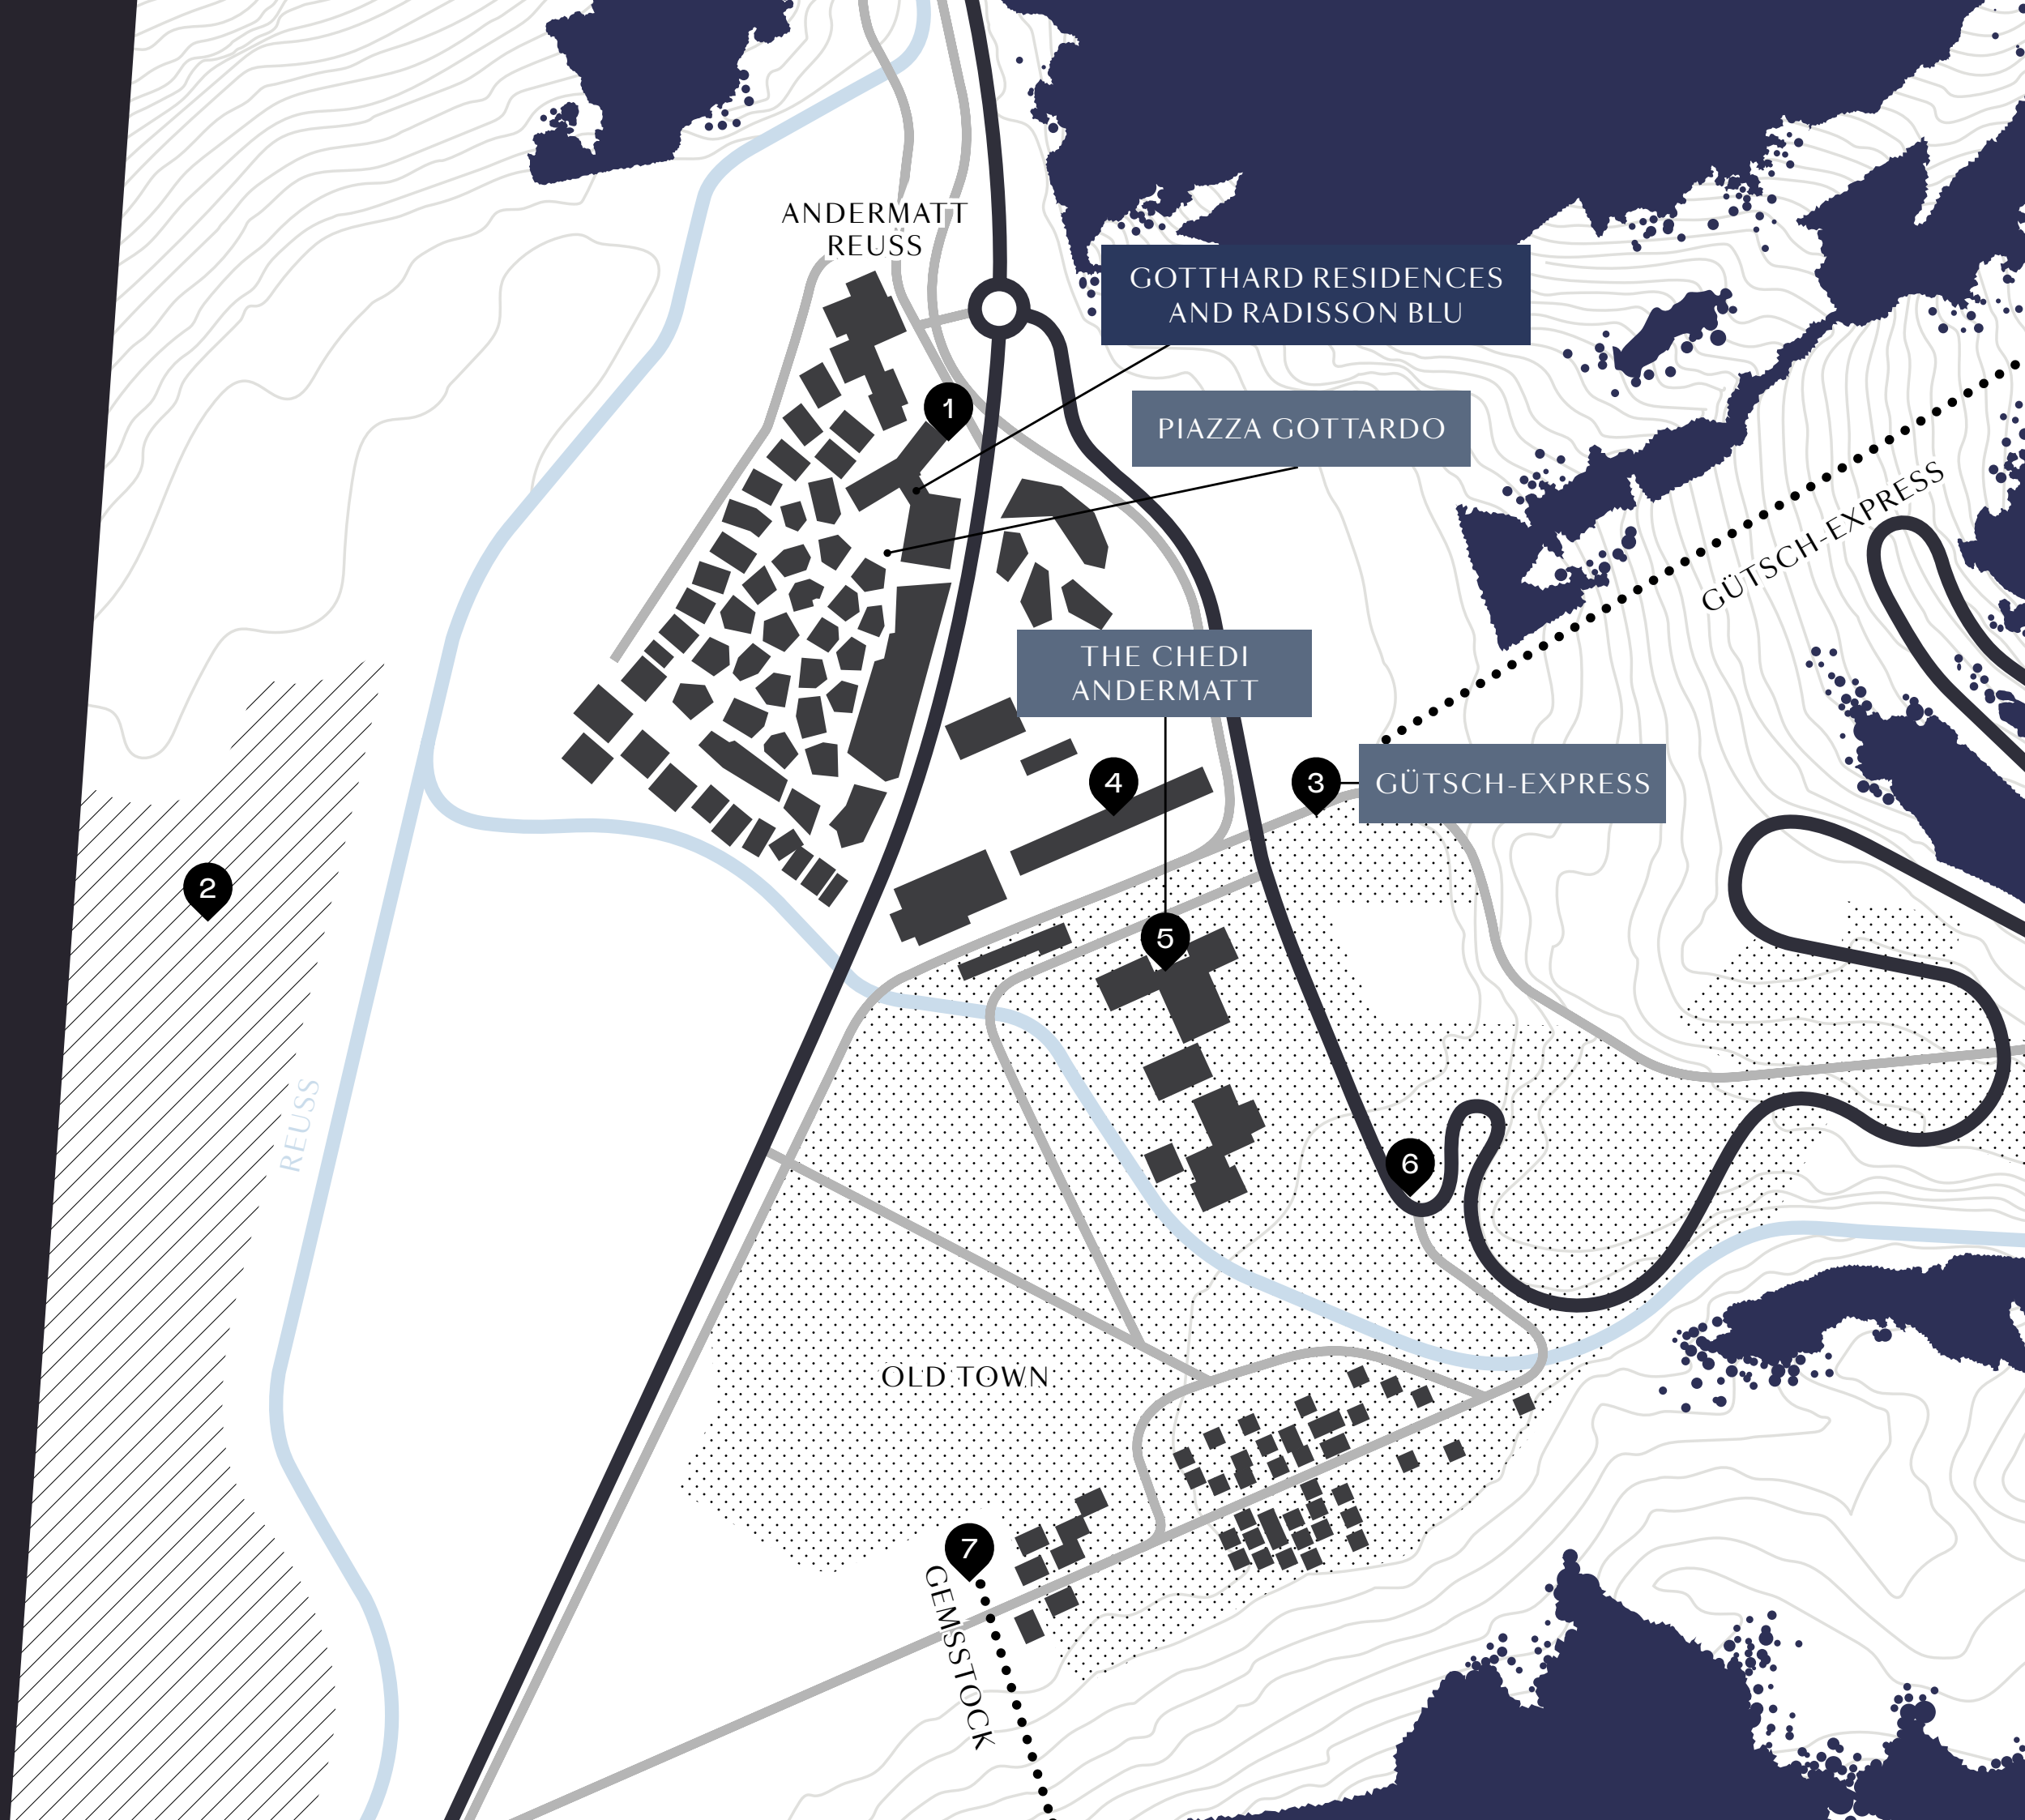 ANDERMATT
REUSS
GOTTHARD RESIDENCES
AND RADISSON BLU
1
PIAZZA GOTTARDO
GÜTSCH-EXPRESS
THE CHEDI
ANDERMATT
4
3
GÜTSCH-EXPRESS
2
5
REUSS
6
OLD TOWN
7
GEMSSTOCK